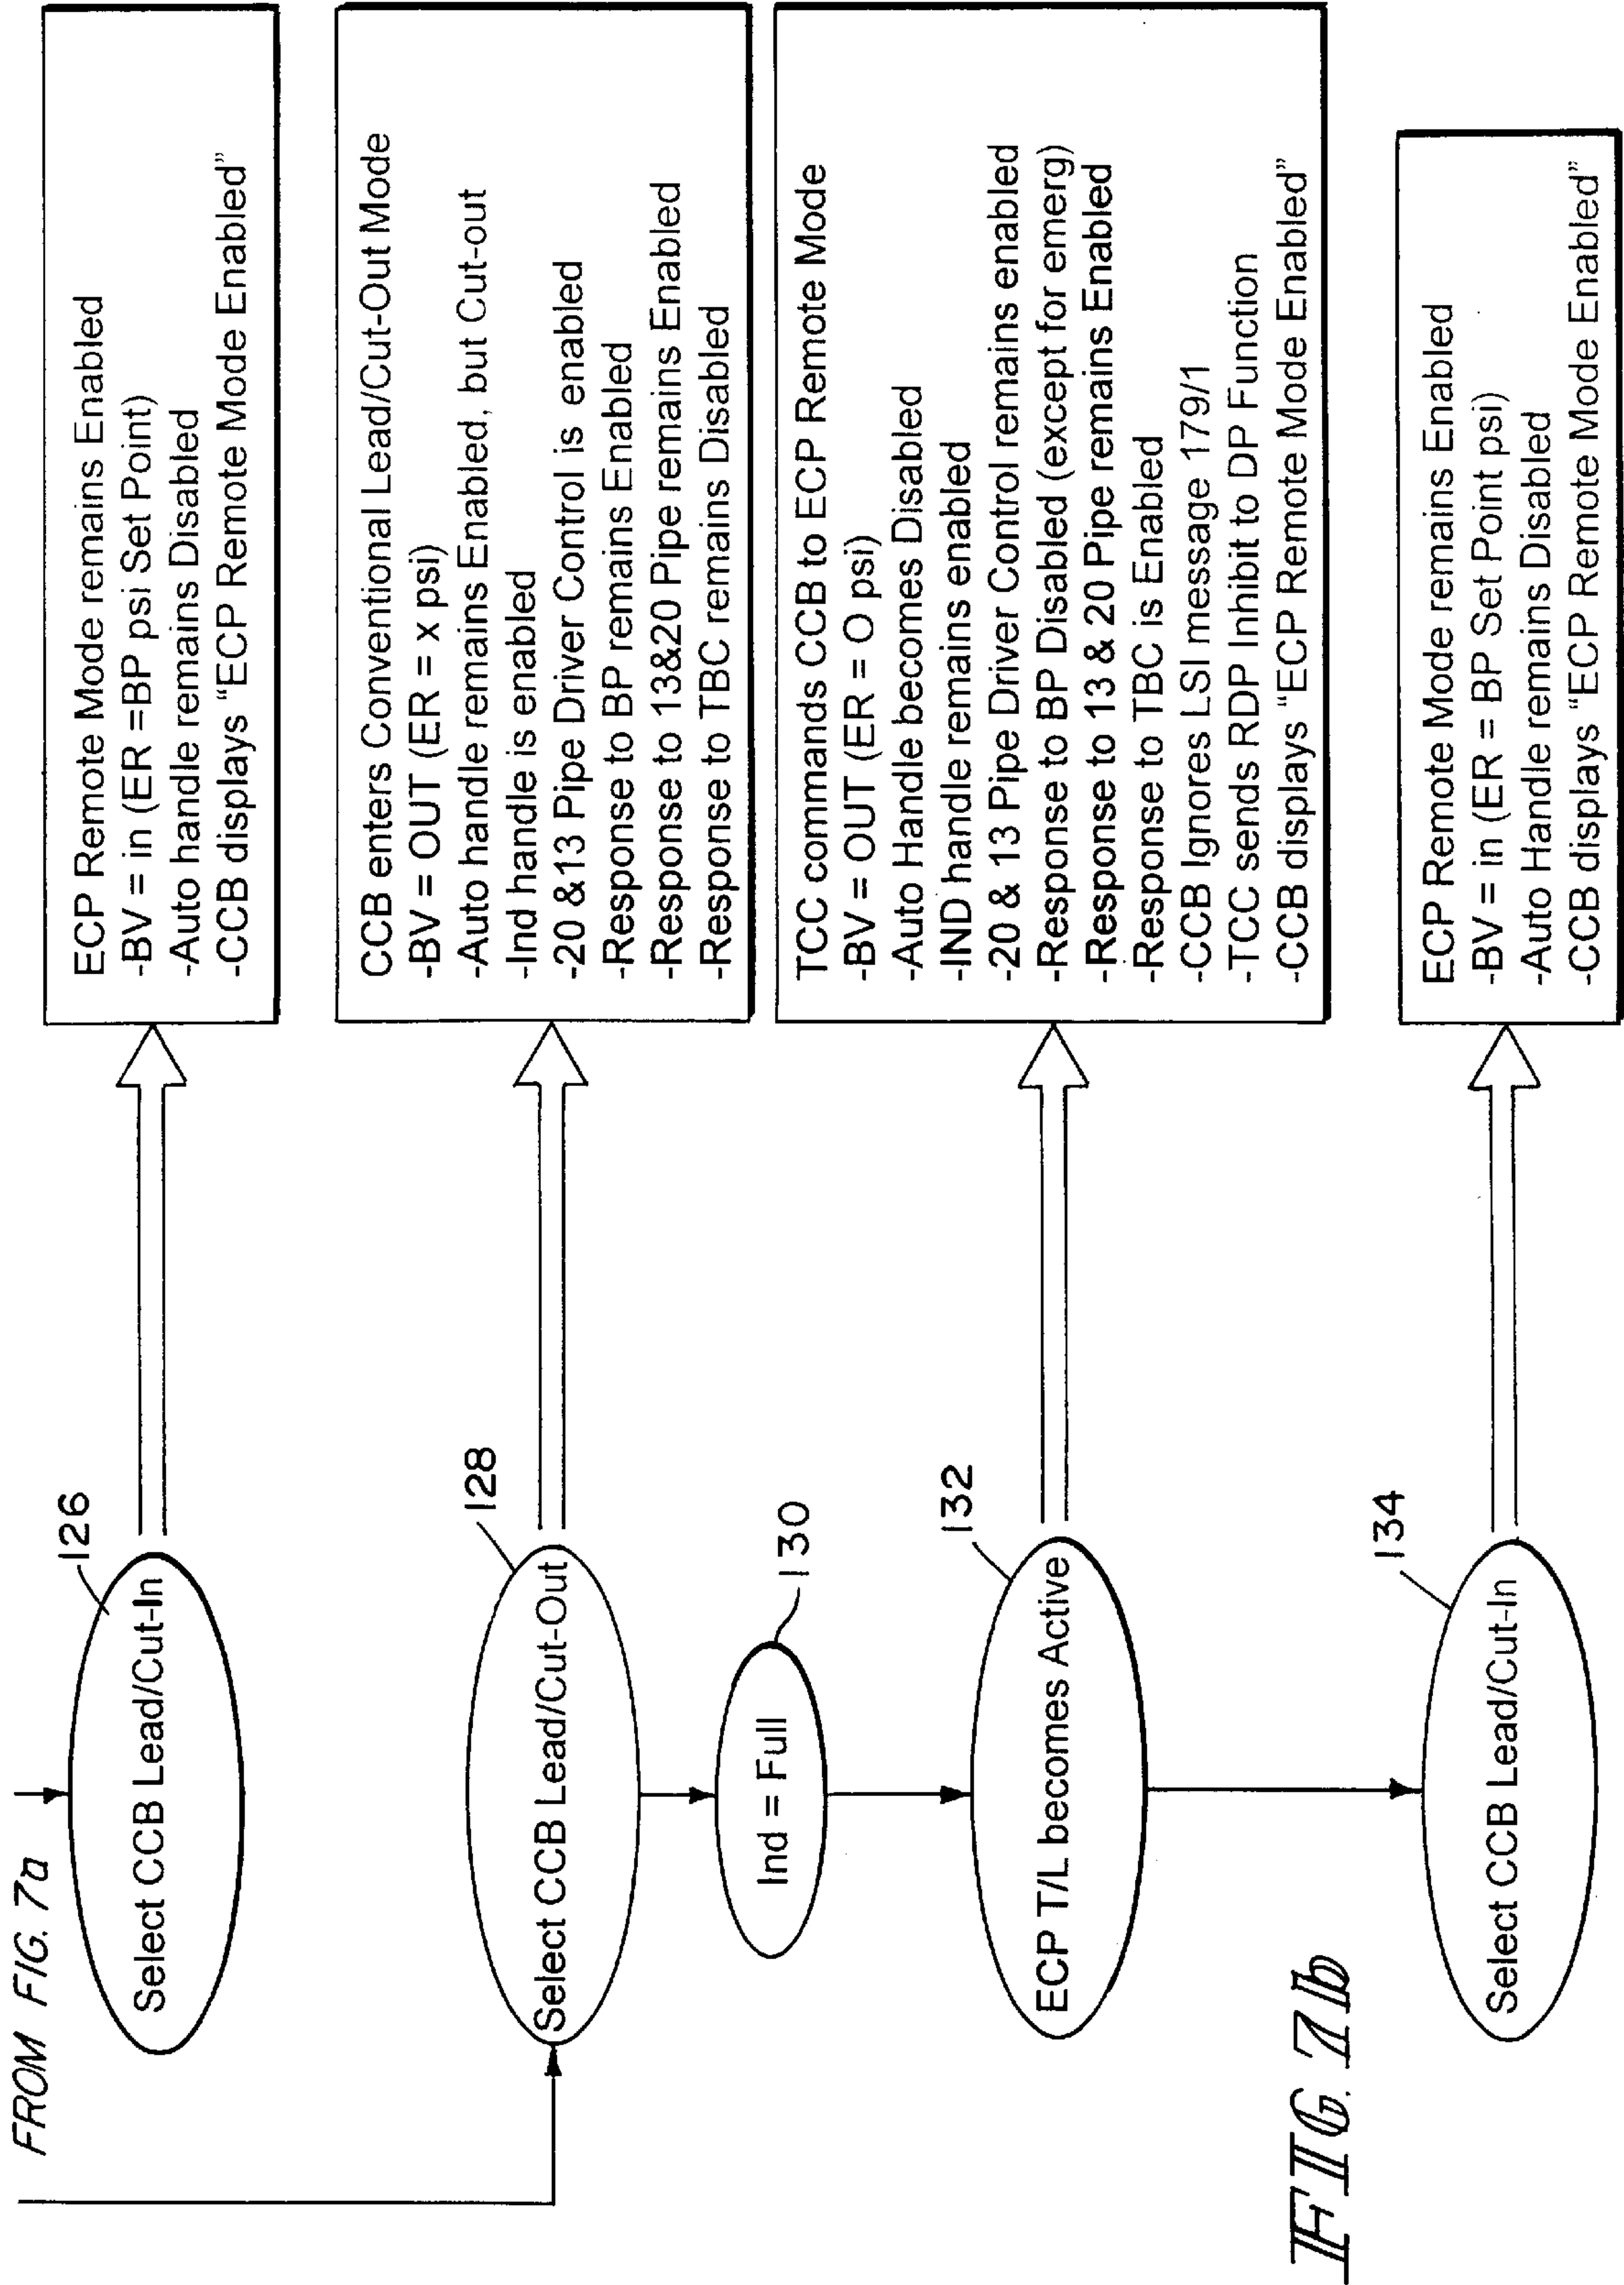 FROM FIG. 7a
Select CCB Lead/Cut-In
126
ECP Remote Mode remains Enabled
-BV = in (ER =BP psi Set Point)
-Auto handle remains Disabled
-CCB displays “ECP Remote Mode Enabled”
Select CCB Lead/Cut-Out
128
CCB enters Conventional Lead/Cut-Out Mode
-BV = OUT (ER = x psi)
-Auto handle remains Enabled, but Cut-out
-Ind handle is enabled
-20 &13 Pipe Driver Control is enabled
-Response to BP remains Enabled
-Response to 13&20 Pipe remains Enabled
-Response to TBC remains Disabled
Ind = Full
130
ECP T/L becomes Active
132
TCC commands CCB to ECP Remote Mode
-BV = OUT (ER = O psi)
-Auto Handle becomes Disabled
-IND handle remains enabled
-20 & 13 Pipe Driver Control remains enabled
-Response to BP Disabled (except for emerg)
-Response to 13 & 20 Pipe remains Enabled
-Response to TBC is Enabled
-CCB Ignores LSI message 179/1
-TCC sends RDP Inhibit to DP Function
-CCB displays “ECP Remote Mode Enabled”
Select CCB Lead/Cut-In
134
ECP Remote Mode remains Enabled
-BV = in (ER = BP Set Point psi)
-Auto Handle remains Disabled
-CCB displays “ECP Remote Mode Enabled”
FIG. 7b